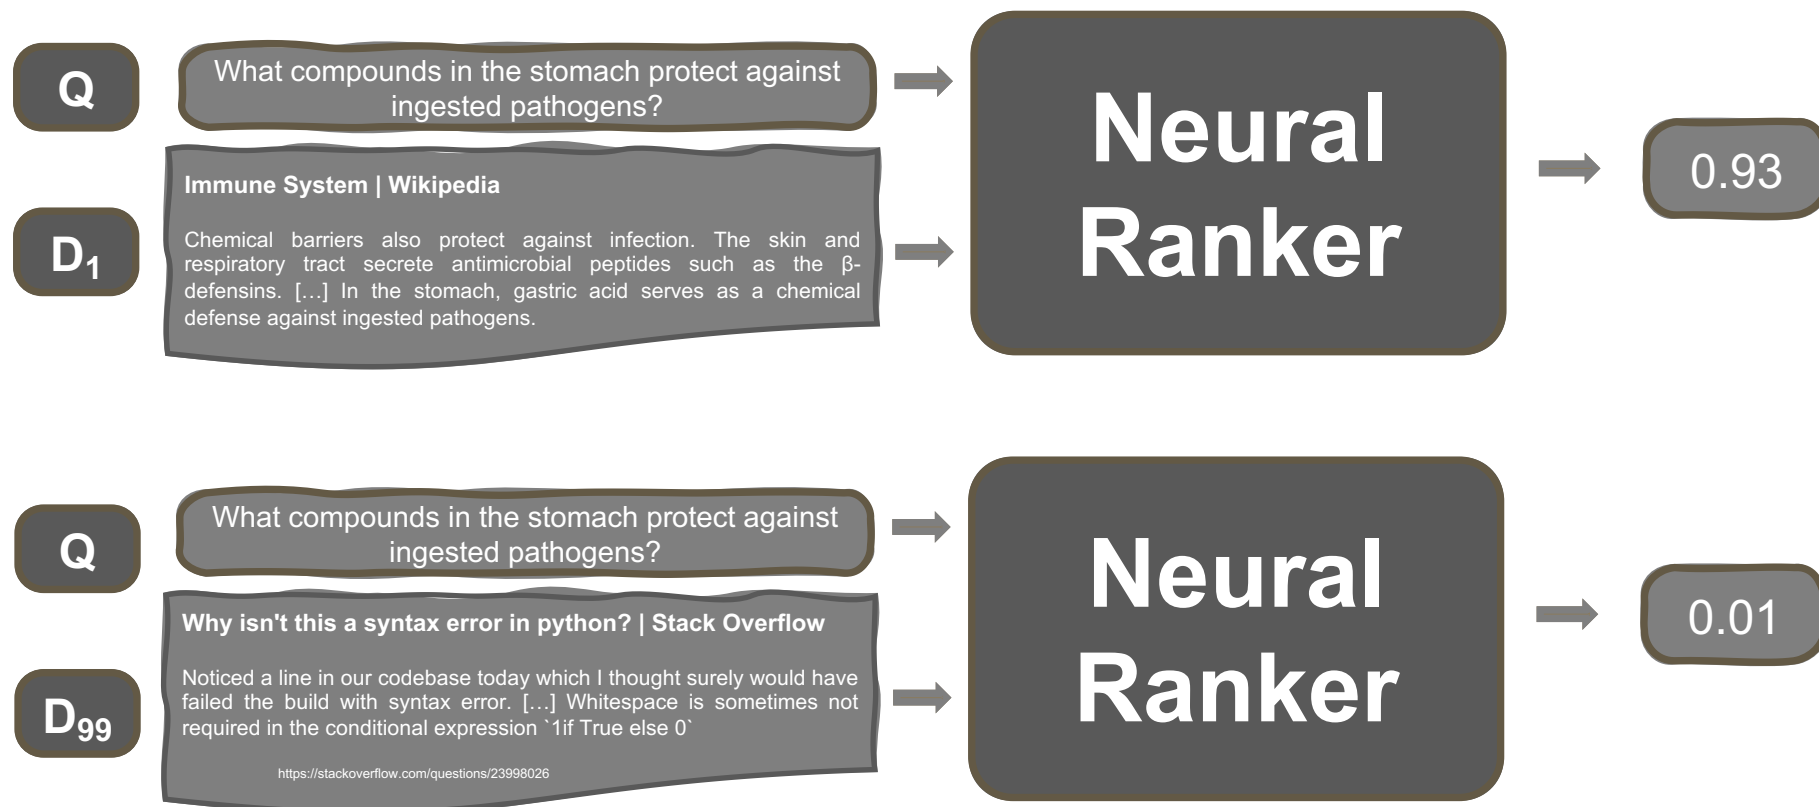 Q
What compounds in the stomach protect against
ingested pathogens?
D1
Immune System | Wikipedia
Chemical barriers also protect against infection. The skin and
respiratory tract secrete antimicrobial peptides such as the β-
defensins. […] In the stomach, gastric acid serves as a chemical
defense against ingested pathogens.
Neural
Ranker
0.93
Q
What compounds in the stomach protect against
ingested pathogens?
D99
Why isn't this a syntax error in python? | Stack Overflow
Noticed a line in our codebase today which I thought surely would have
failed the build with syntax error. […] Whitespace is sometimes not
required in the conditional expression `1if True else 0`
https://stackoverflow.com/questions/23998026
Neural
Ranker
0.01